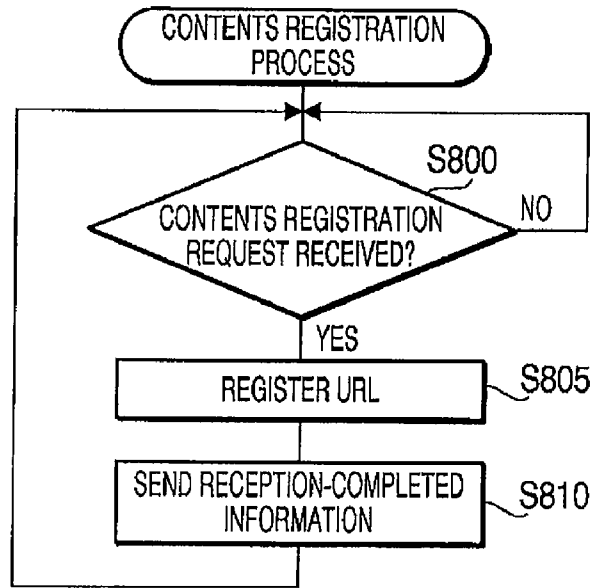 CONTENTS REGISTRATION
PROCESS
S800
CONTENTS REGISTRATION
REQUEST RECEIVED?
NO
YES
REGISTER URL
S805
SEND RECEPTION-COMPLETED
INFORMATION
S810